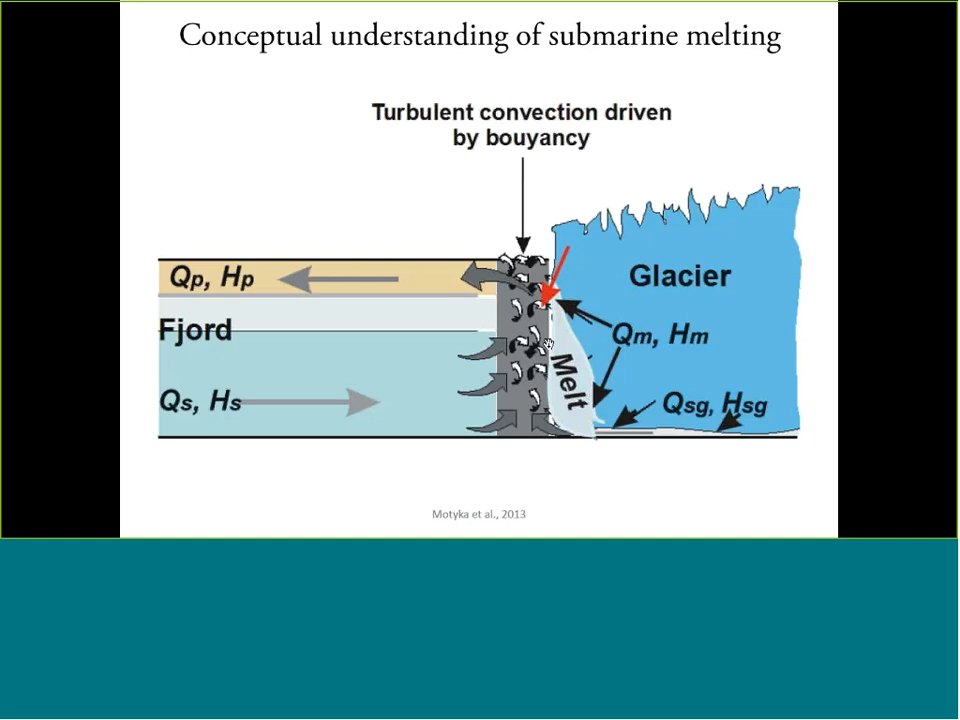 Conceptual understanding of submarine melting
Turbulent convection driven
by bouyancy
Qp, Hp
Glacier
Fjord
Qm, Hm
Melt
Qs, Hs
Qsg, Hsg
Motyka et al., 2013